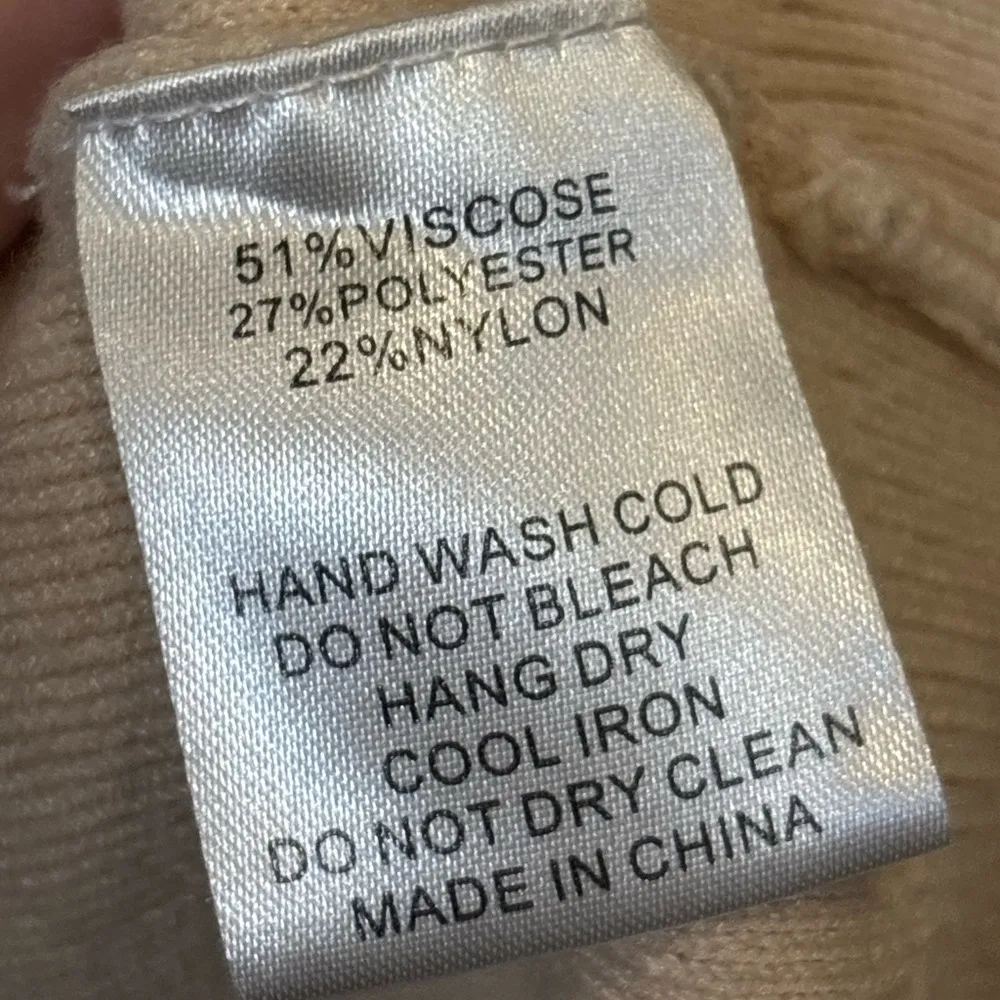 51%VISCOSE
27%POLYESTER
22%NYLON
HAND WASH COLD
DO NOT BLEACH
HANG DRY
COOL IRON
DO NOT DRY CLEAN
MADE IN CHINA